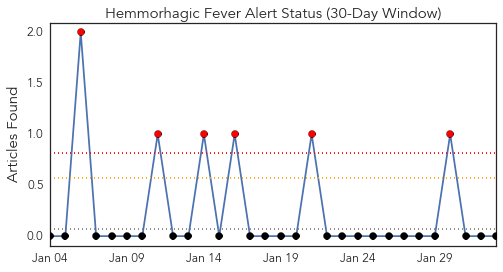 Hemmorhagic Fever Alert Status (30-Day Window)
Articles Found
2.0
1.5
1.0
0.5
0.0
Jan 04 Jan 09 Jan 14 Jan 19 Jan 24 Jan 29